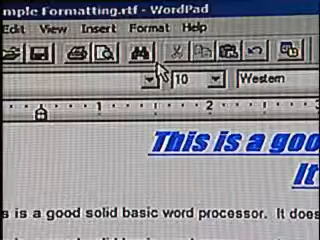 mple Formatting.rtf - WordPad
Edit View Insert Format Help
10 Western
1 2 3
This is a goo
It
s is a good solid basic word processor. It does